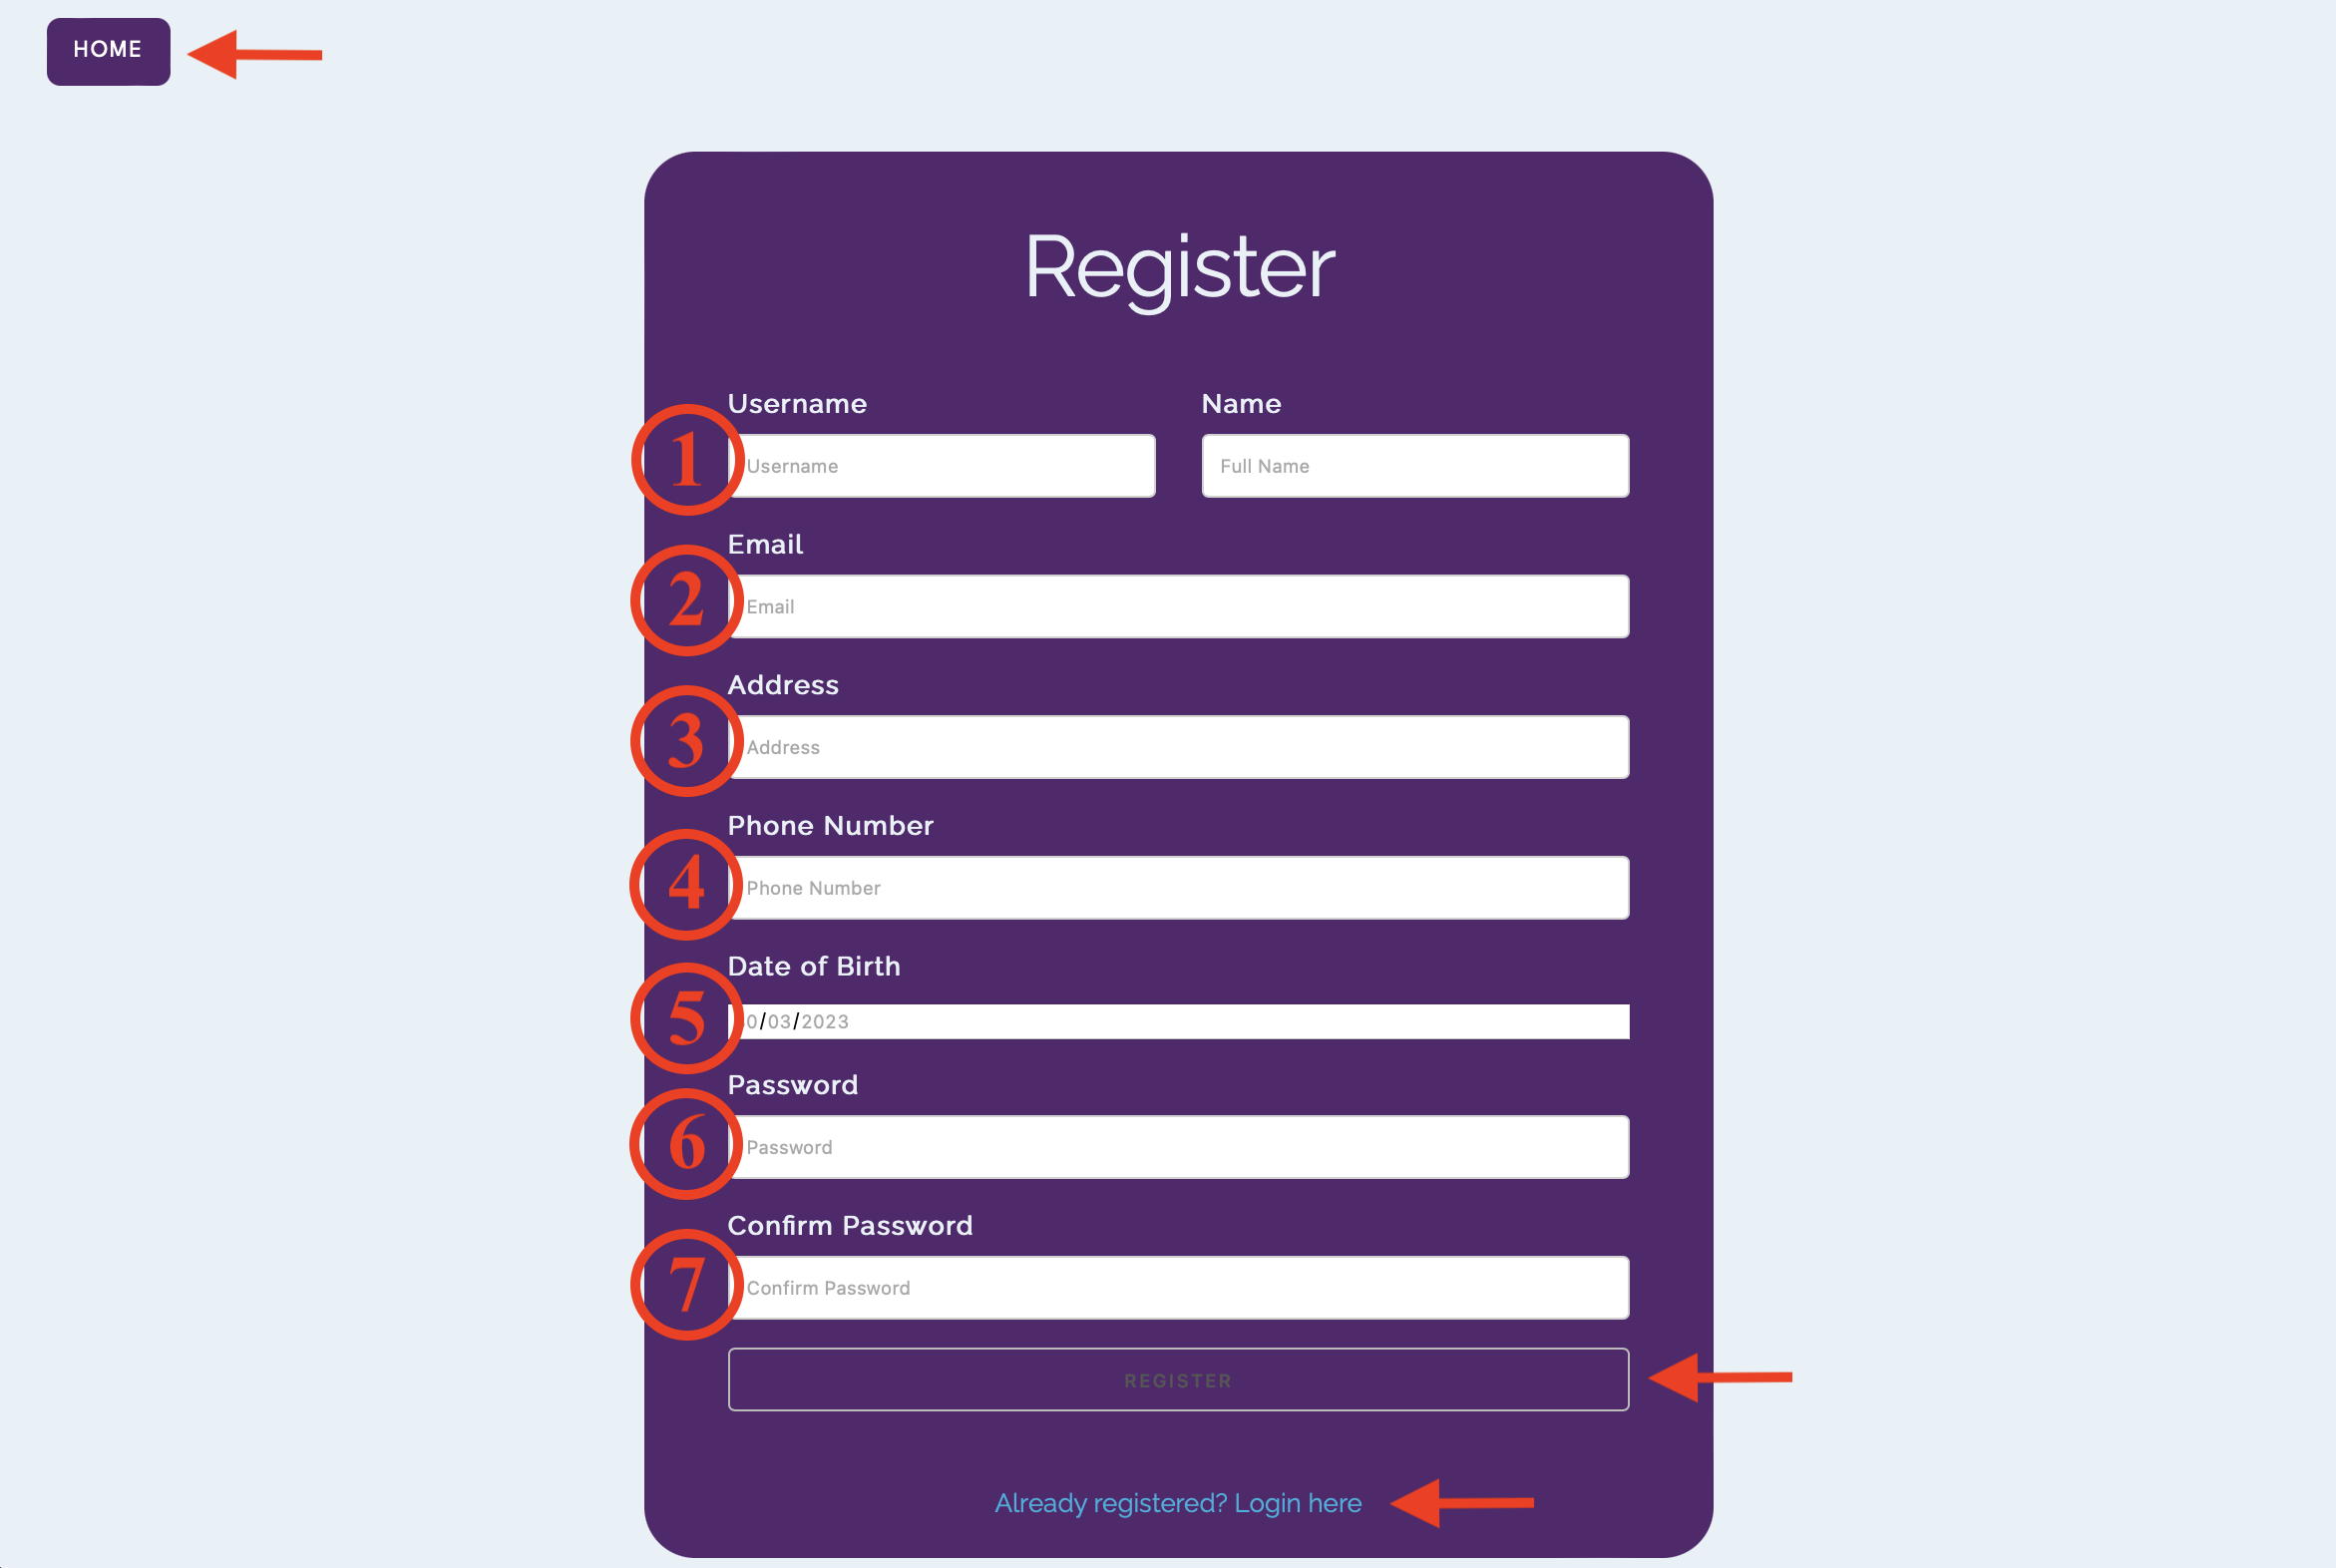 HOME
Register
Username Name
1 Username Full Name
Email
2 Email
Address
3 Address
Phone Number
4 Phone Number
Date of Birth
5 0/03/2023
Password
6 Password
Confirm Password
7 Confirm Password
REGISTER
Already registered? Login here